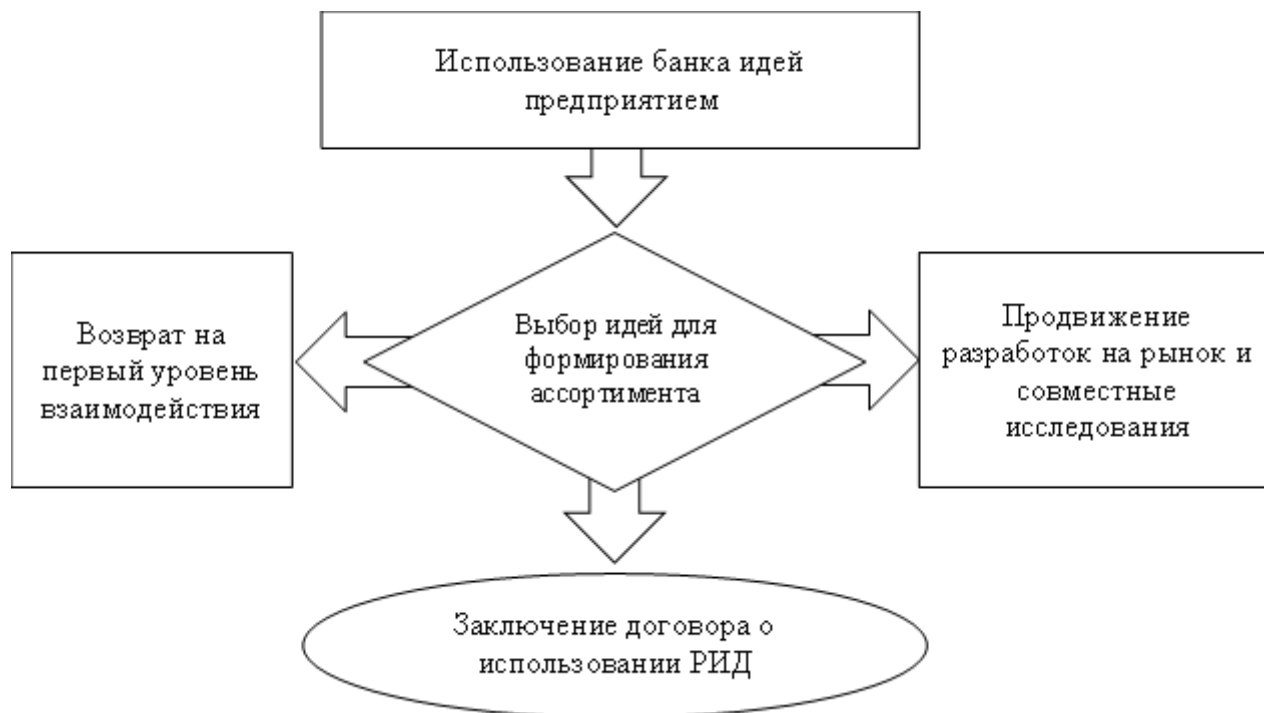 Использование банка идей
предприятием
Возврат на
первый уровень
взаимодействия
Выбор идей для
формирования
ассортимента
Продвижение
разработок на рынок и
совместные
исследования
Заключение договора о
использовании РИД